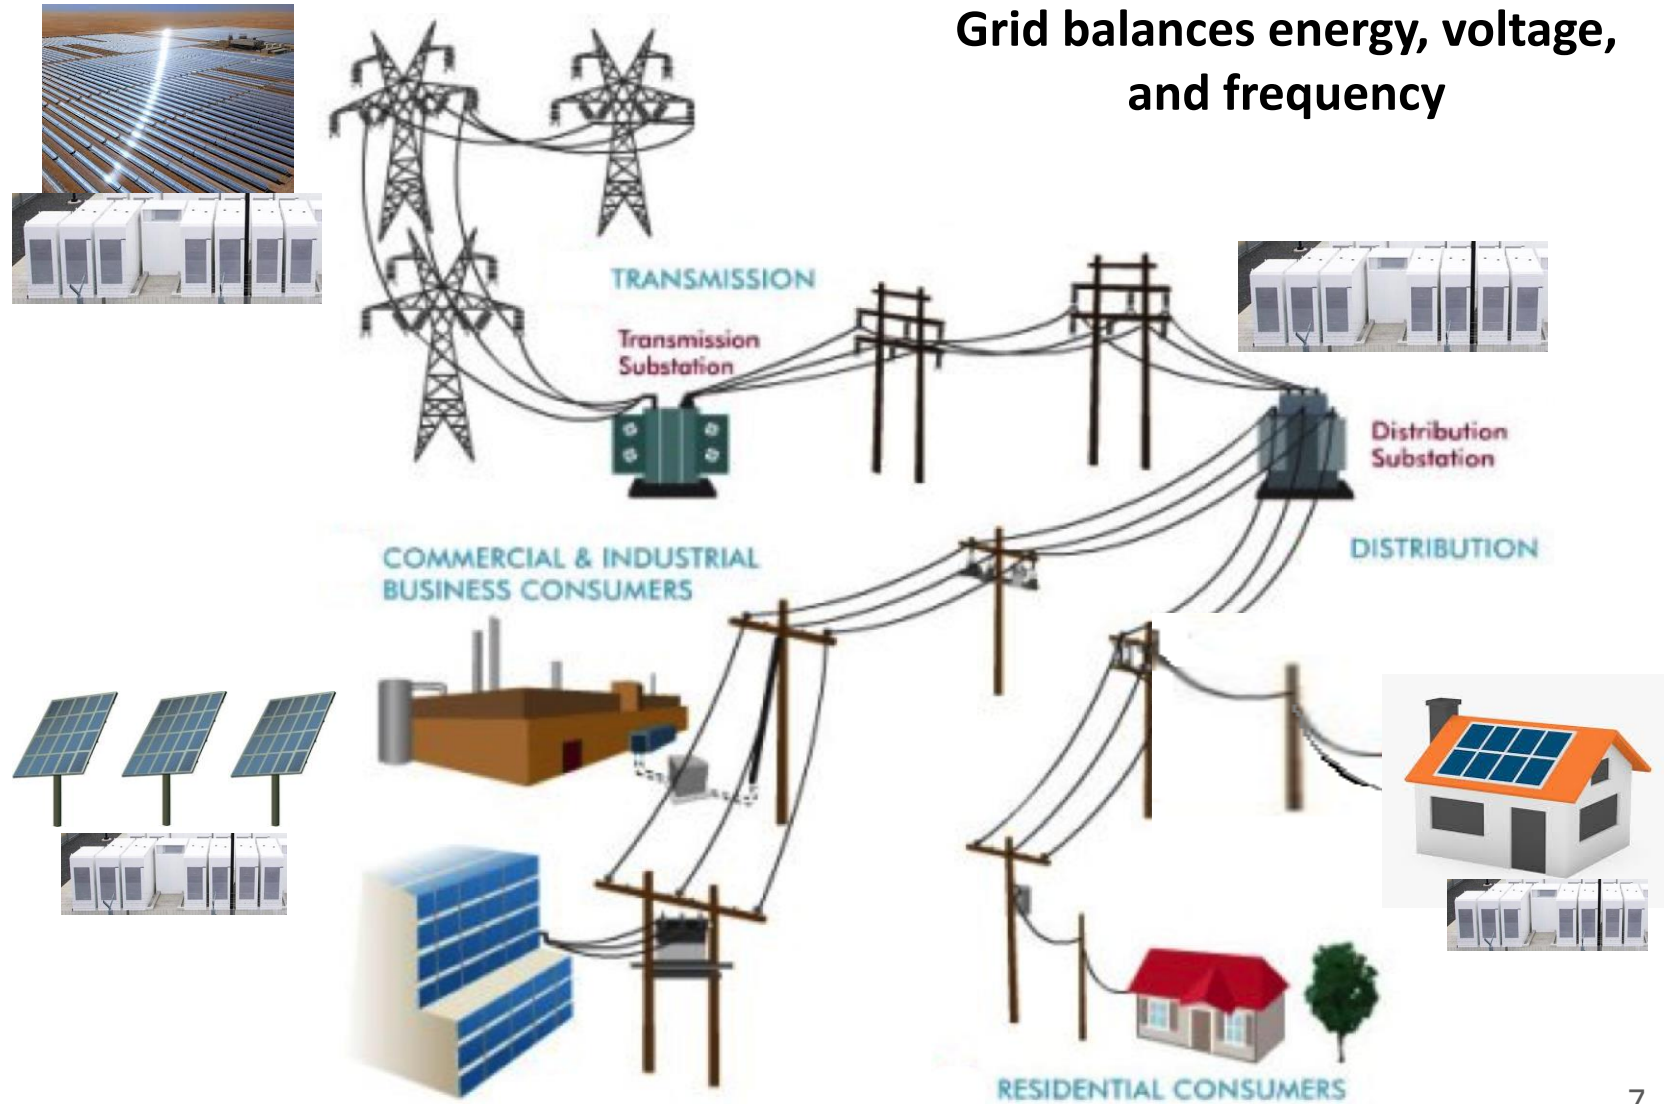 Grid balances energy, voltage,
and frequency
TRANSMISSION
Transmission
Substation
Distribution
Substation
DISTRIBUTION
COMMERCIAL & INDUSTRIAL
BUSINESS CONSUMERS
RESIDENTIAL CONSUMERS
7